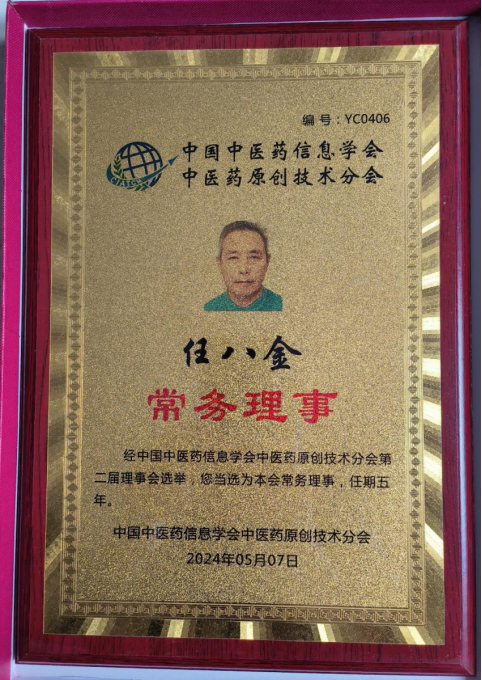 编号：YC0406
中国中医药信息学会
中医药原创技术分会
任八金
常务理事
经中国中医药信息学会中医药原创技术分会第
二届理事会选举，您当选为本会常务理事，任期五
年。
中国中医药信息学会中医药原创技术分会
2024年05月07日